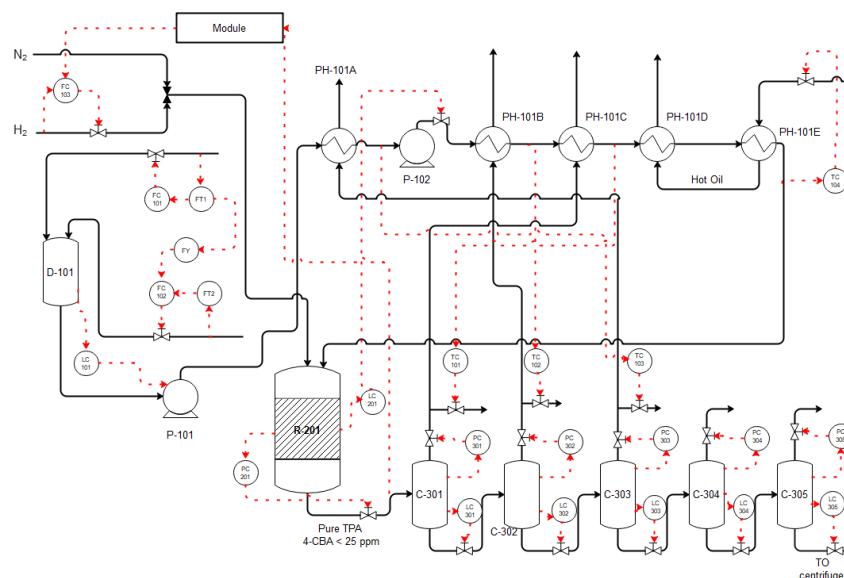 Module
N2
PH-101A
FC
103
PH-101B
PH-101C
PH-101D
PH-101E
H2
P-102
Hot Oil
TC
104
FC
101
FT1
FY
D-101
FC
102
FT2
LC
101
TC
101
TC
102
TC
103
P-101
LC
201
R-201
PC
301
PC
302
PC
303
PC
304
PC
305
PC
201
C-301
C-302
C-303
C-304
C-305
LC
301
LC
302
LC
303
LC
304
LC
305
Pure TPA
4-CBA < 25 ppm
TO
centrifuge